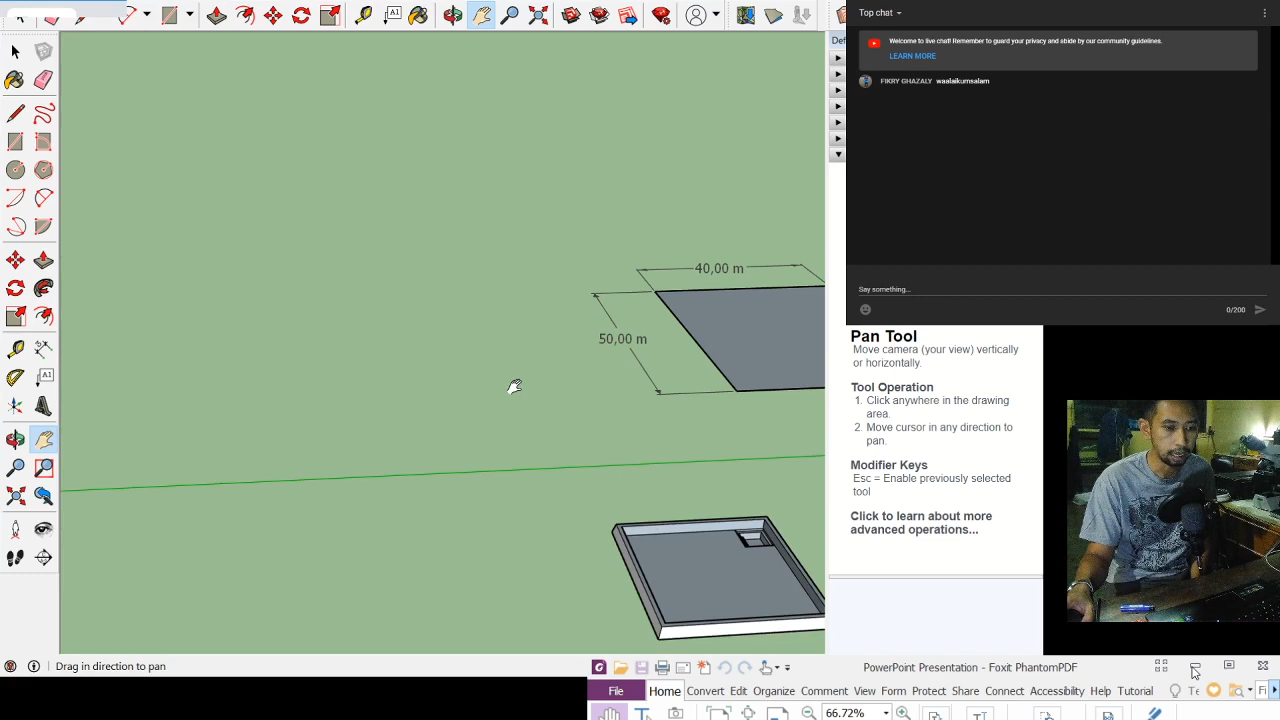 Top chat
Welcome to live chat! Remember to guard your privacy and abide by our community guidelines.
LEARN MORE
FIKRY GHAZALY waalaikumsalam
Say something...
0/200
A1
A1
40,00 m
50,00 m
Pan Tool
Move camera (your view) vertically
or horizontally.
Tool Operation
1. Click anywhere in the drawing
area.
2. Move cursor in any direction to
pan.
Modifier Keys
Esc = Enable previously selected
tool
Click to learn about more
advanced operations...
Drag in direction to pan
PowerPoint Presentation - Foxit PhantomPDF
File Home Convert Edit Organize Comment View Form Protect Share Connect Accessibility Help Tutorial
66.72%